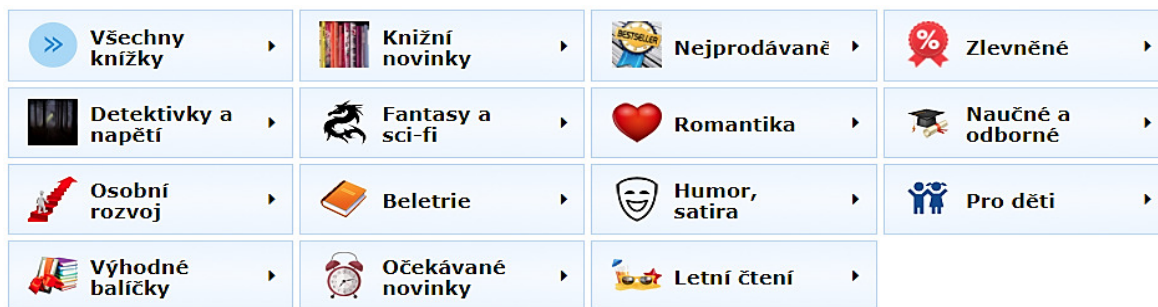 Všechny
knížky
Knižní
novinky
BESTSELLER
Nejprodávaně
%
Zlevněné
Detektivky a
napětí
Fantasy a
sci-fi
Romantika
Naučné a
odborné
Osobní
rozvoj
Beletrie
Humor,
satira
Pro děti
Výhodné
balíčky
Očekávané
novinky
Letní čtení